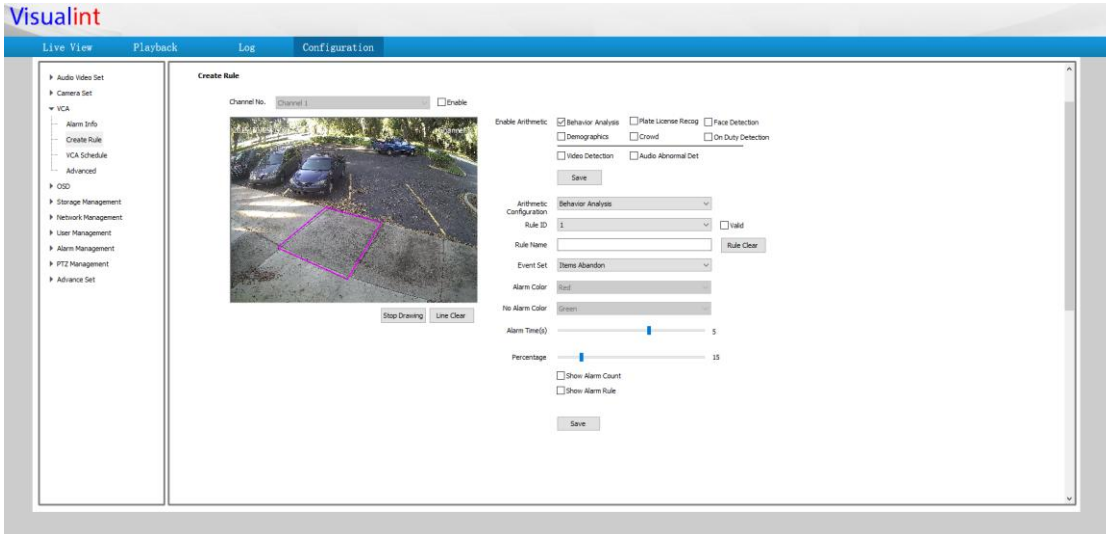 Visualint
Live View Playback Log Configuration
Audio Video Set
Camera Set
VCA
Alarm Info
Create Rule
VCA Schedule
Advanced
OSD
Storage Management
Network Management
User Management
Alarm Management
PTZ Management
Advance Set
Create Rule
Channel No. Channel 1 Enable
Stop Drawing Line Clear
Enable Arithmetic Behavior Analysis Plate License Recog Face Detection
Demographics Crowd On Duty Detection
Video Detection Audio Abnormal Det
Save
Arithmetic
Configuration Behavior Analysis
Rule ID 1 Valid
Rule Name Rule Clear
Event Set Items Abandon
Alarm Color Red
No Alarm Color Green
Alarm Time(s) 5
Percentage 15
Show Alarm Count
Show Alarm Rule
Save